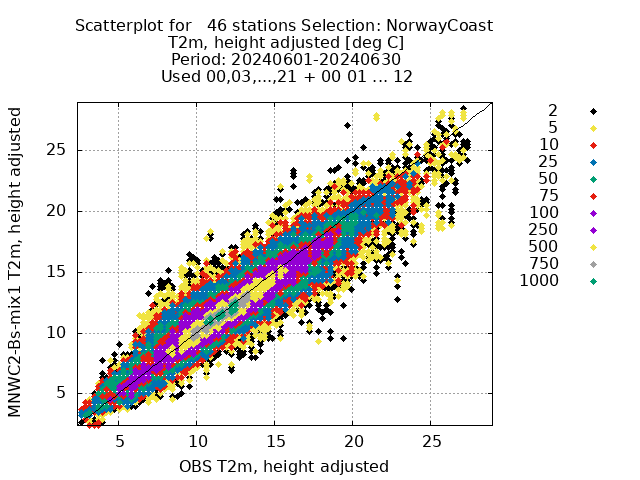 Scatterplot for   46 stations Selection: NorwayCoast
T2m, height adjusted [deg C]
Period: 20240601-20240630
Used 00,03,...,21 + 00 01 ... 12
MNWC2-Bs-mix1 T2m, height adjusted
25
20
15
10
5
5 10 15 20 25
OBS T2m, height adjusted
2
5
10
25
50
75
100
250
500
750
1000